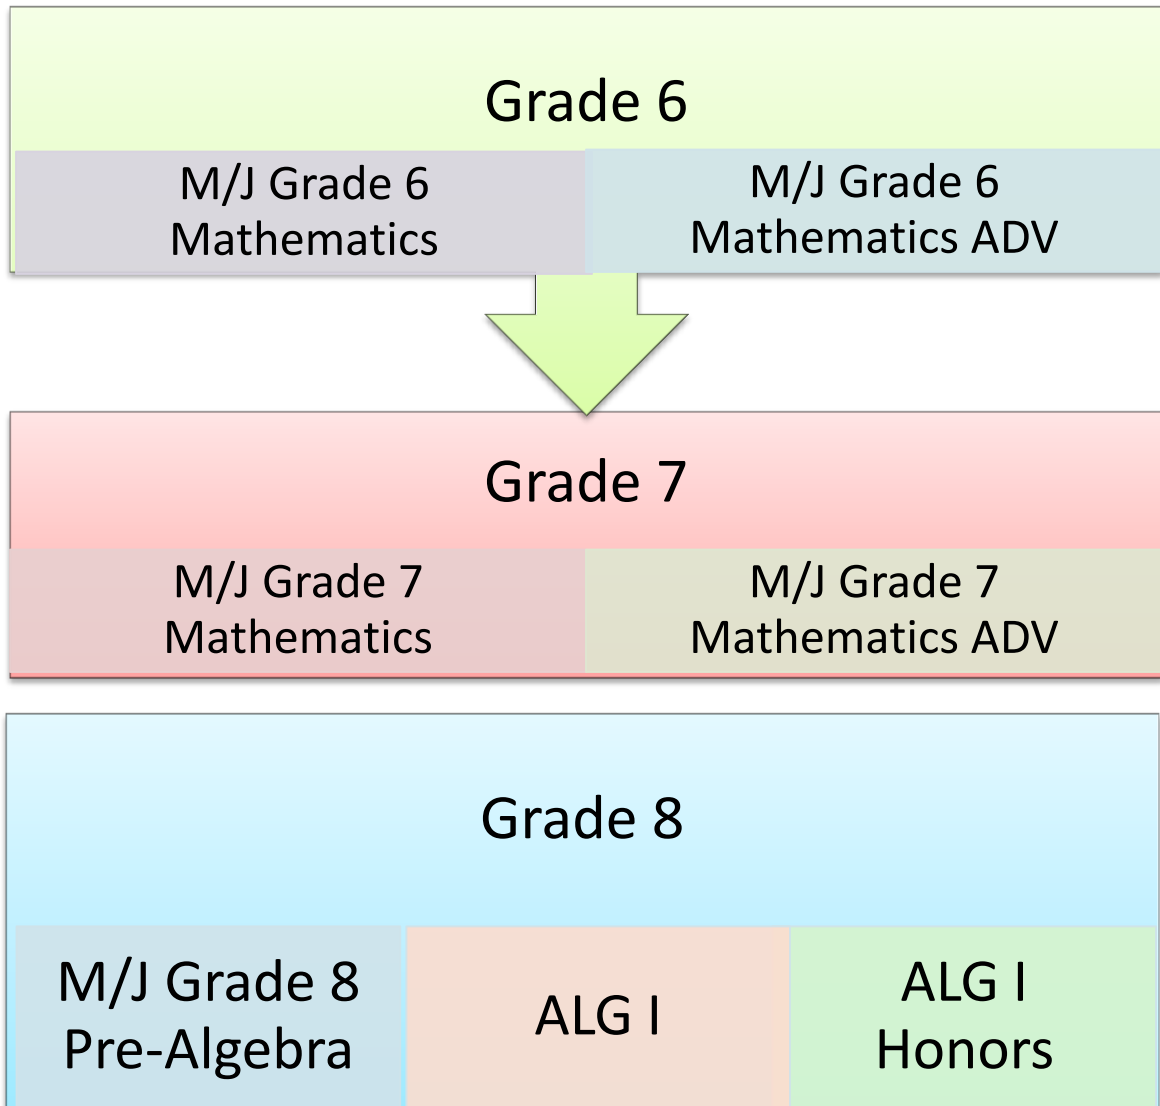 Grade 6
M/J Grade 6
Mathematics
M/J Grade 6
Mathematics ADV
Grade 7
M/J Grade 7
Mathematics
M/J Grade 7
Mathematics ADV
Grade 8
M/J Grade 8
Pre-Algebra
ALG I
ALG I
Honors